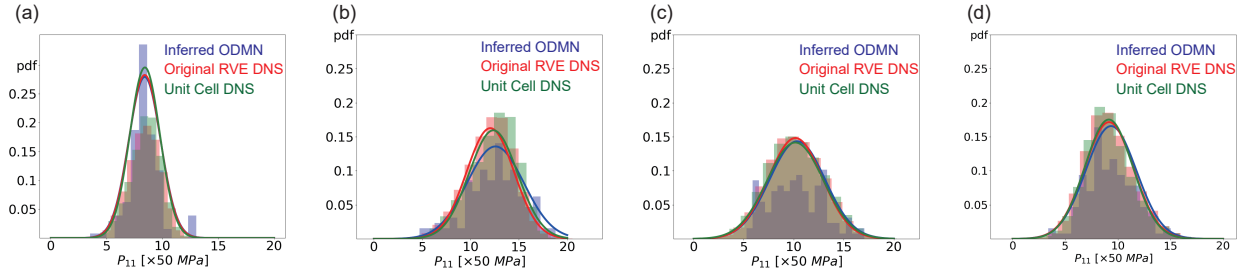 (a)
pdf
0.25
0.2
0.15
0.1
0.05
Inferred ODMN
Original RVE DNS
Unit Cell DNS
0 5 10 15 20
P₁₁ [×50 MPa]
(b)
pdf
0.2
0.15
0.1
0.05
Inferred ODMN
Original RVE DNS
Unit Cell DNS
0 5 10 15 20
P₁₁ [×50 MPa]
(c)
pdf
0.2
0.15
0.1
0.05
Inferred ODMN
Original RVE DNS
Unit Cell DNS
0 5 10 15 20
P₁₁ [×50 MPa]
(d)
pdf
0.2
0.15
0.1
0.05
Inferred ODMN
Original RVE DNS
Unit Cell DNS
0 5 10 15 20
P₁₁ [×50 MPa]